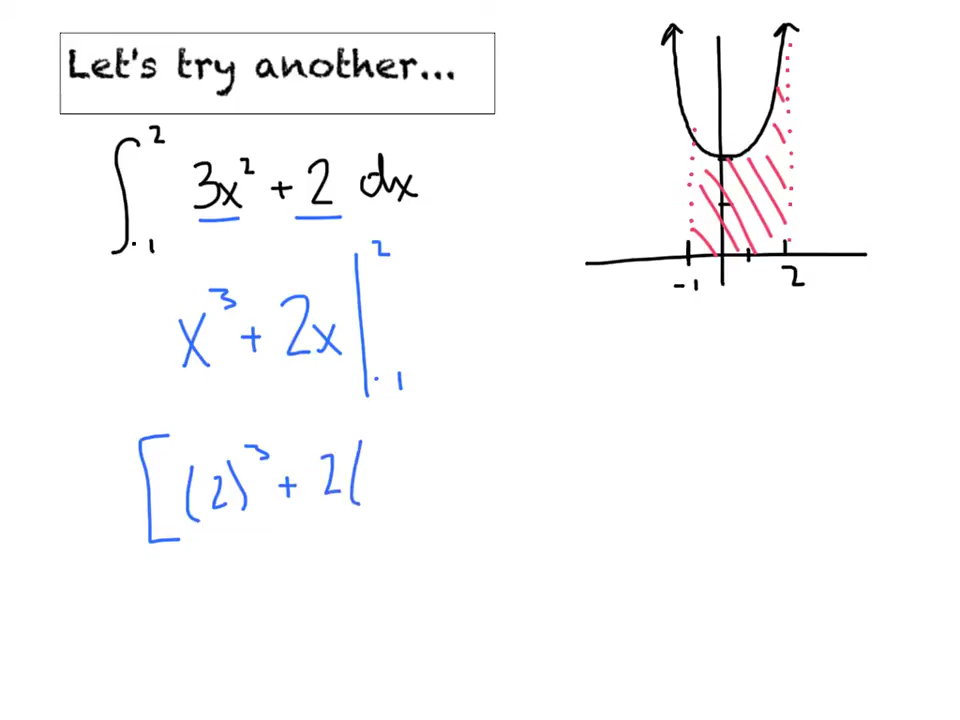 Let's try another...
∫₋₁² 3x² + 2 dx
x³ + 2x |₋₁²
[(2)³ + 2(
-1 2